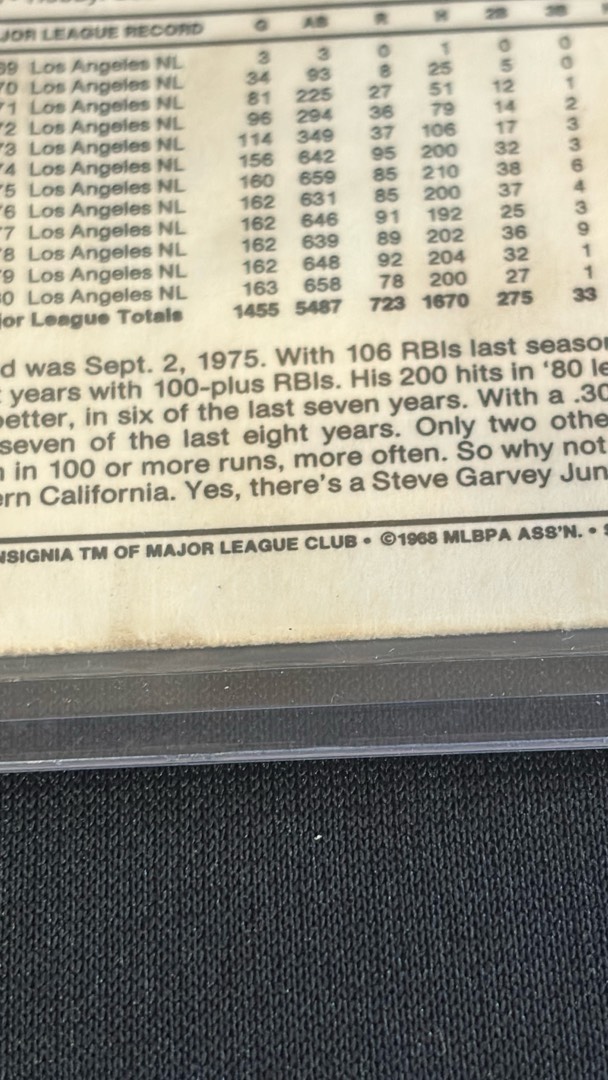 JOR LEAGUE RECORD G AB R H 2B 3B
69 Los Angeles NL 3 3 0 1 0 0
70 Los Angeles NL 34 93 8 25 5 0
71 Los Angeles NL 81 225 27 51 12 1
72 Los Angeles NL 96 294 36 79 14 2
73 Los Angeles NL 114 349 37 106 17 3
74 Los Angeles NL 156 642 95 200 32 3
75 Los Angeles NL 160 659 85 210 38 6
76 Los Angeles NL 162 631 85 200 37 4
77 Los Angeles NL 162 646 91 192 25 3
78 Los Angeles NL 162 639 89 202 36 9
79 Los Angeles NL 162 648 92 204 32 1
80 Los Angeles NL 163 658 78 200 27 1
jor League Totals 1455 5487 723 1670 275 33
d was Sept. 2, 1975. With 106 RBIs last seaso
years with 100-plus RBIs. His 200 hits in '80 le
better, in six of the last seven years. With a .30
seven of the last eight years. Only two othe
n in 100 or more runs, more often. So why not
ern California. Yes, there's a Steve Garvey Jun
NSIGNIA TM OF MAJOR LEAGUE CLUB • ©1968 MLBPA ASS'N. •